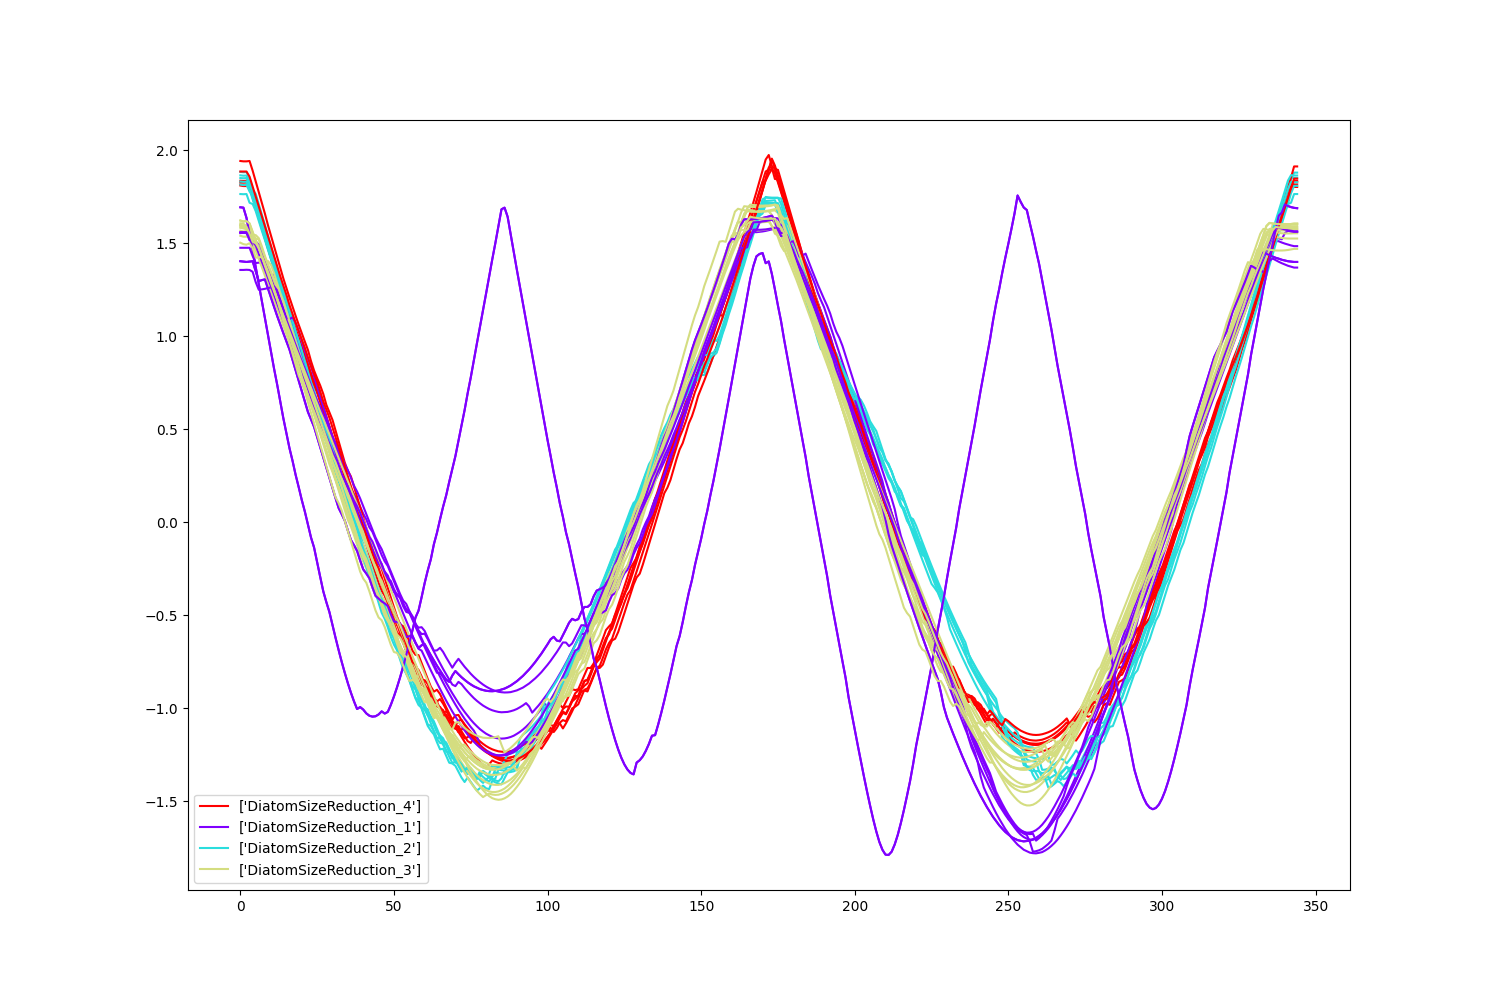 2.0
1.5
1.0
0.5
0.0
−0.5
−1.0
−1.5
['DiatomSizeReduction_4']
['DiatomSizeReduction_1']
['DiatomSizeReduction_2']
['DiatomSizeReduction_3']
0 50 100 150 200 250 300 350